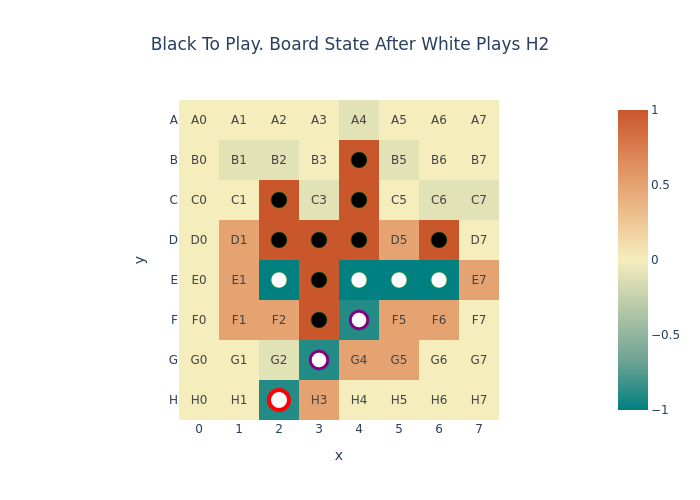 Black To Play. Board State After White Plays H2
A A0 A1 A2 A3 A4 A5 A6 A7
B B0 B1 B2 B3 B5 B6 B7
C C0 C1 C3 C5 C6 C7
D D0 D1 D5 D7
E E0 E1 E7
F F0 F1 F2 F5 F6 F7
G G0 G1 G2 G4 G5 G6 G7
H H0 H1 H3 H4 H5 H6 H7
0 1 2 3 4 5 6 7
x
y
1
0.5
0
−0.5
−1